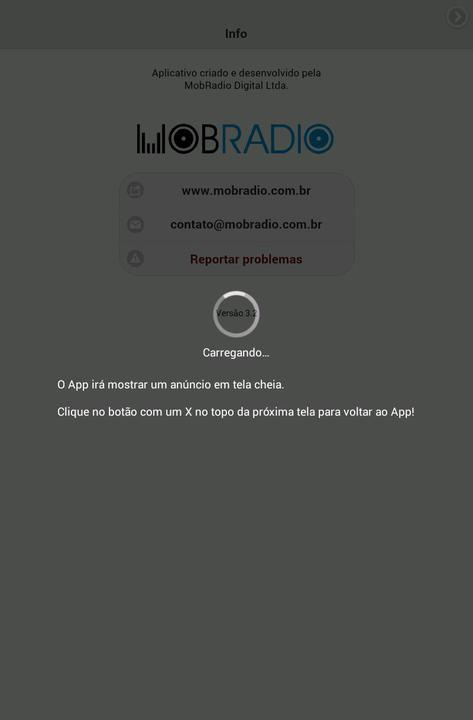 Info
Aplicativo criado e desenvolvido pela
MobRadio Digital Ltda.
MOBRADIO
www.mobradio.com.br
contato@mobradio.com.br
Reportar problemas
Versão 3.2
Carregando...
O App irá mostrar um anúncio em tela cheia.
Clique no botão com um X no topo da próxima tela para voltar ao App!